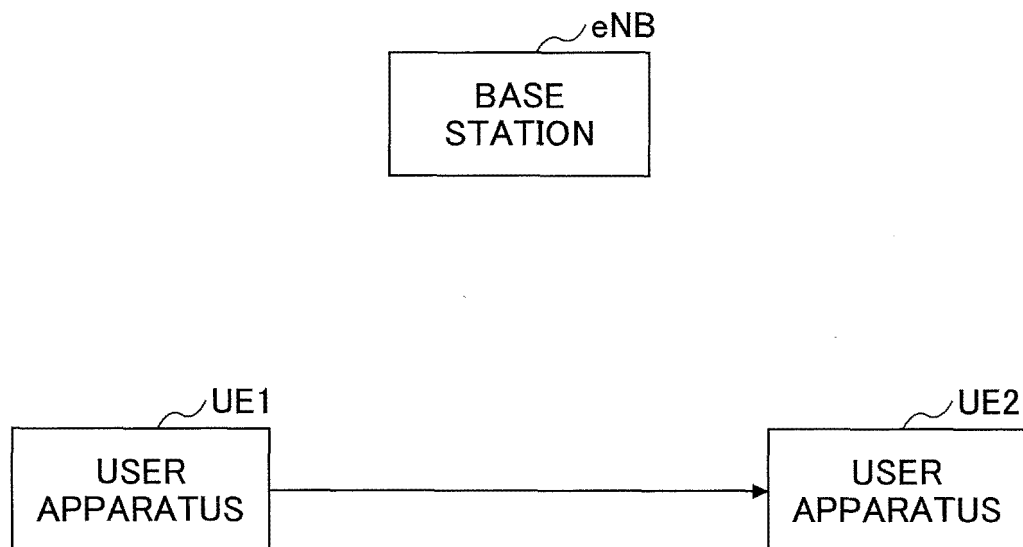 eNB
BASE
STATION
UE1
UE2
USER
APPARATUS
USER
APPARATUS